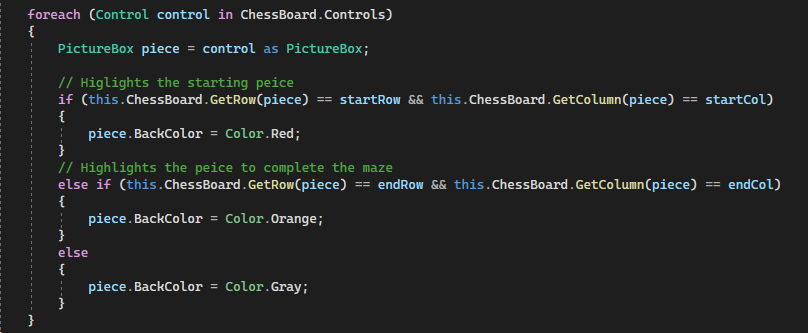 foreach (Control control in ChessBoard.Controls)
{
    PictureBox piece = control as PictureBox;

    // Higlights the starting peice
    if (this.ChessBoard.GetRow(piece) == startRow && this.ChessBoard.GetColumn(piece) == startCol)
    {
        piece.BackColor = Color.Red;
    }
    // Highlights the peice to complete the maze
    else if (this.ChessBoard.GetRow(piece) == endRow && this.ChessBoard.GetColumn(piece) == endCol)
    {
        piece.BackColor = Color.Orange;
    }
    else
    {
        piece.BackColor = Color.Gray;
    }
}